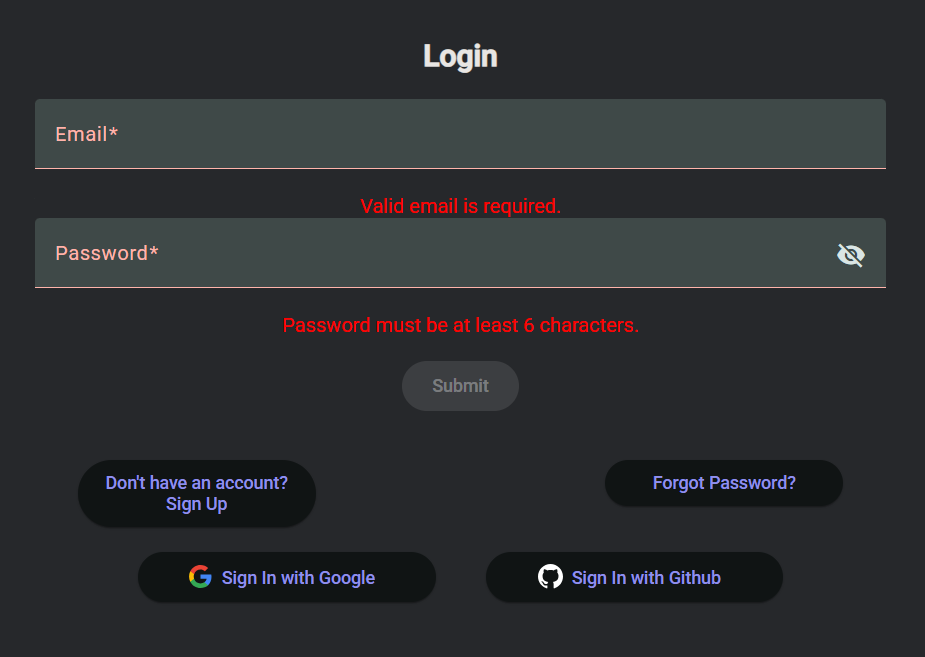 Login
Email*
Valid email is required.
Password*
Password must be at least 6 characters.
Submit
Don't have an account?
Sign Up
Forgot Password?
Sign In with Google
Sign In with Github